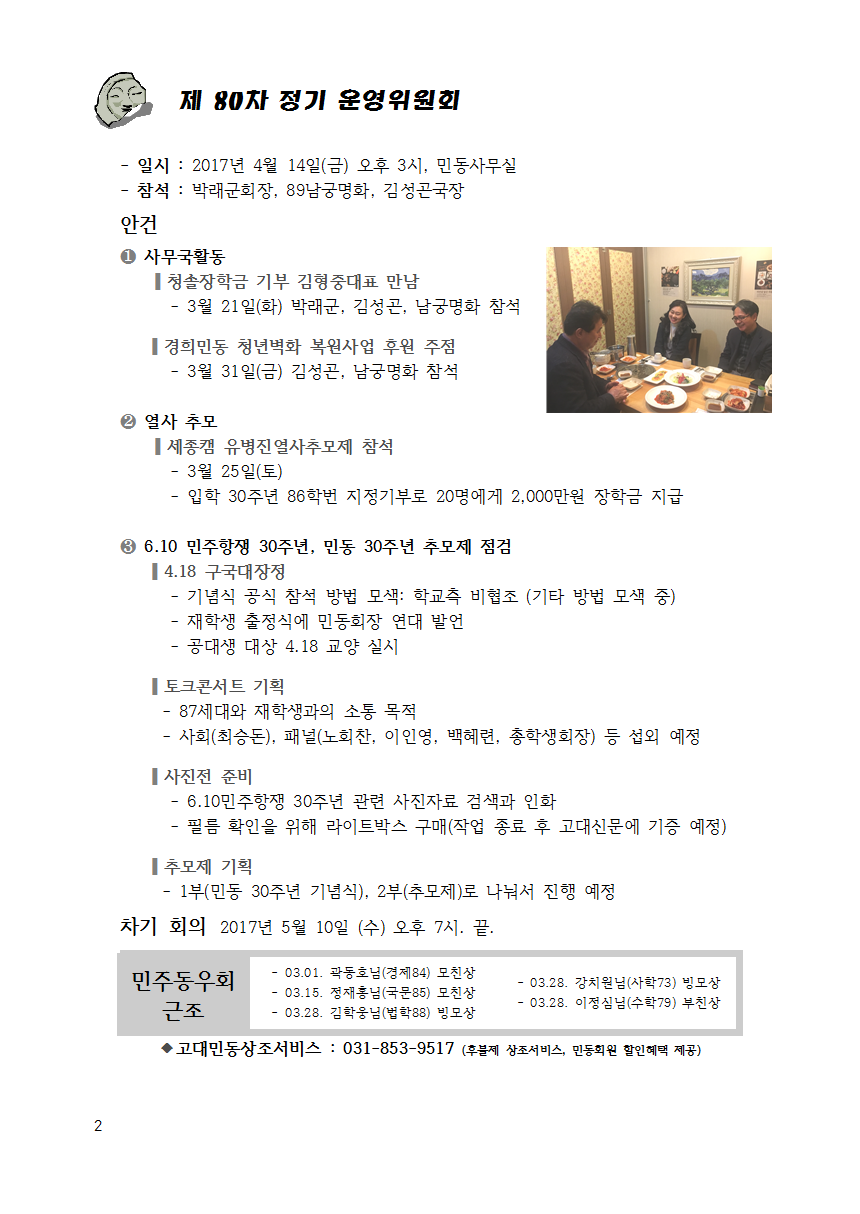 제 80차 정기 운영위원회
- 일시 : 2017년 4월 14일(금) 오후 3시, 민동사무실
- 참석 : 박래군회장, 89남궁명화, 김성곤국장
안건
❶ 사무국활동
▌청솔장학금 기부 김형중대표 만남
- 3월 21일(화) 박래군, 김성곤, 남궁명화 참석
▌경희민동 청년벽화 복원사업 후원 주점
- 3월 31일(금) 김성곤, 남궁명화 참석
❷ 열사 추모
▌세종캠 유병진열사추모제 참석
- 3월 25일(토)
- 입학 30주년 86학번 지정기부로 20명에게 2,000만원 장학금 지급
❸ 6.10 민주항쟁 30주년, 민동 30주년 추모제 점검
▌4.18 구국대장정
- 기념식 공식 참석 방법 모색: 학교측 비협조 (기타 방법 모색 중)
- 재학생 출정식에 민동회장 연대 발언
- 공대생 대상 4.18 교양 실시
▌토크콘서트 기획
- 87세대와 재학생과의 소통 목적
- 사회(최승돈), 패널(노회찬, 이인영, 백혜련, 총학생회장) 등 섭외 예정
▌사진전 준비
- 6.10민주항쟁 30주년 관련 사진자료 검색과 인화
- 필름 확인을 위해 라이트박스 구매(작업 종료 후 고대신문에 기증 예정)
▌추모제 기획
- 1부(민동 30주년 기념식), 2부(추모제)로 나눠서 진행 예정
차기 회의 2017년 5월 10일 (수) 오후 7시. 끝.
민주동우회
근조
- 03.01. 곽동호님(경제84) 모친상
- 03.15. 정재홍님(국문85) 모친상
- 03.28. 김학웅님(법학88) 빙모상
- 03.28. 강치원님(사학73) 빙모상
- 03.28. 이정심님(수학79) 부친상
◆고대민동상조서비스 : 031-853-9517 (후불제 상조서비스, 민동회원 할인혜택 제공)
2